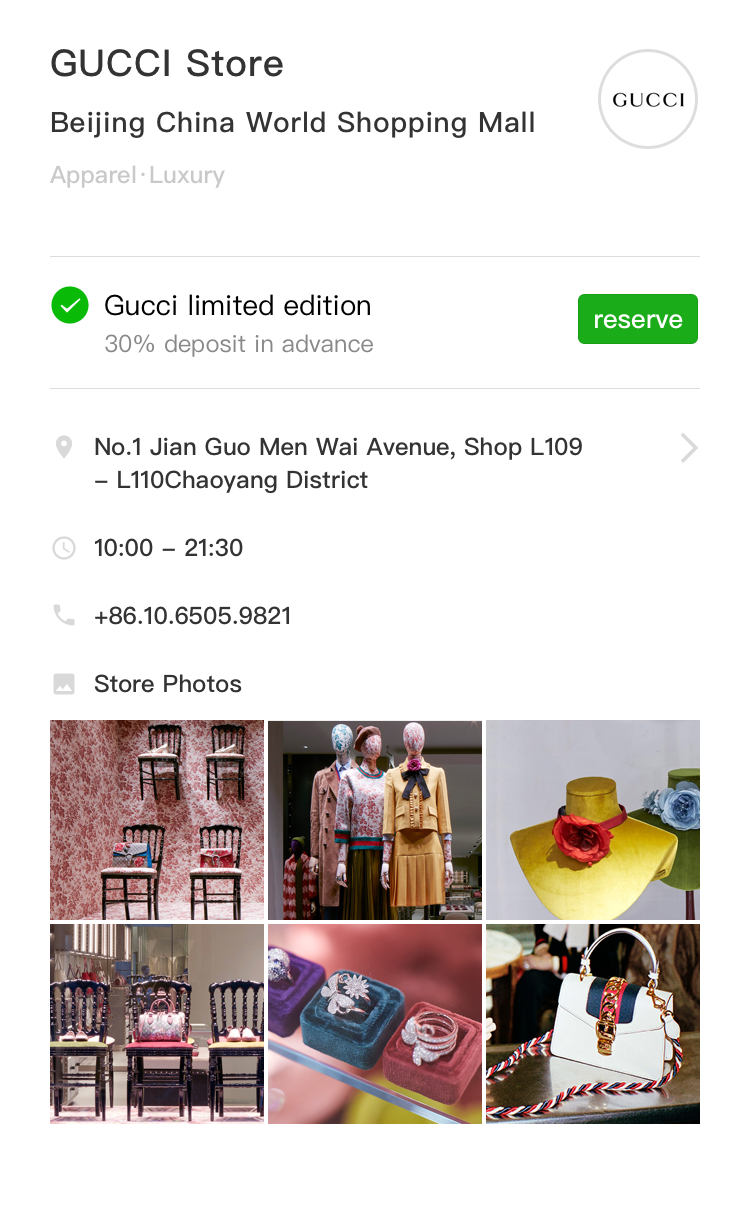 GUCCI Store
GUCCI
Beijing China World Shopping Mall
Apparel·Luxury
Gucci limited edition
30% deposit in advance
reserve
No.1 Jian Guo Men Wai Avenue, Shop L109
– L110Chaoyang District
10:00 – 21:30
+86.10.6505.9821
Store Photos